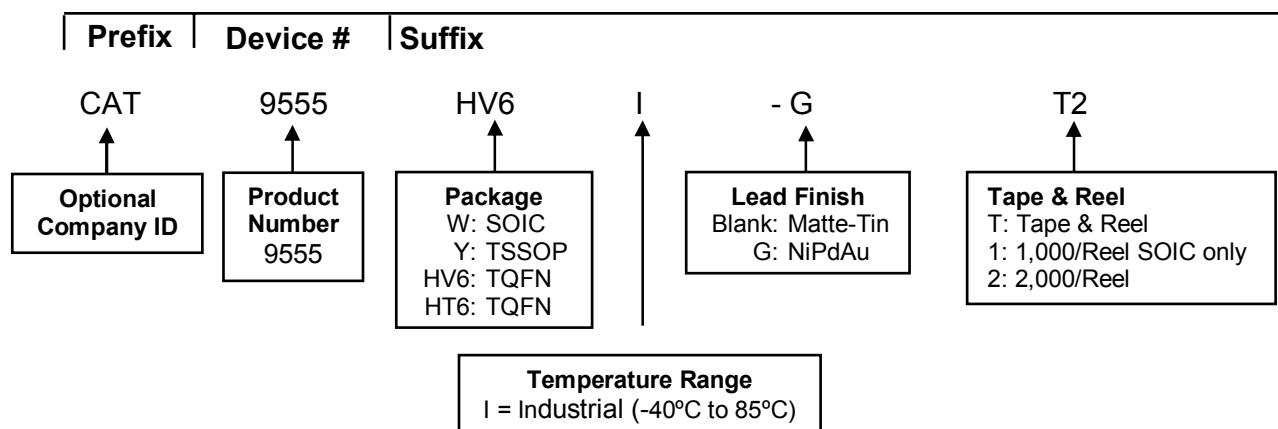 Prefix Device # Suffix
CAT 9555 HV6 I - G T2
Optional
Company ID
Product
Number
9555
Package
W: SOIC
Y: TSSOP
HV6: TQFN
HT6: TQFN
Lead Finish
Blank: Matte-Tin
G: NiPdAu
Tape & Reel
T: Tape & Reel
1: 1,000/Reel SOIC only
2: 2,000/Reel
Temperature Range
I = Industrial (-40ºC to 85ºC)